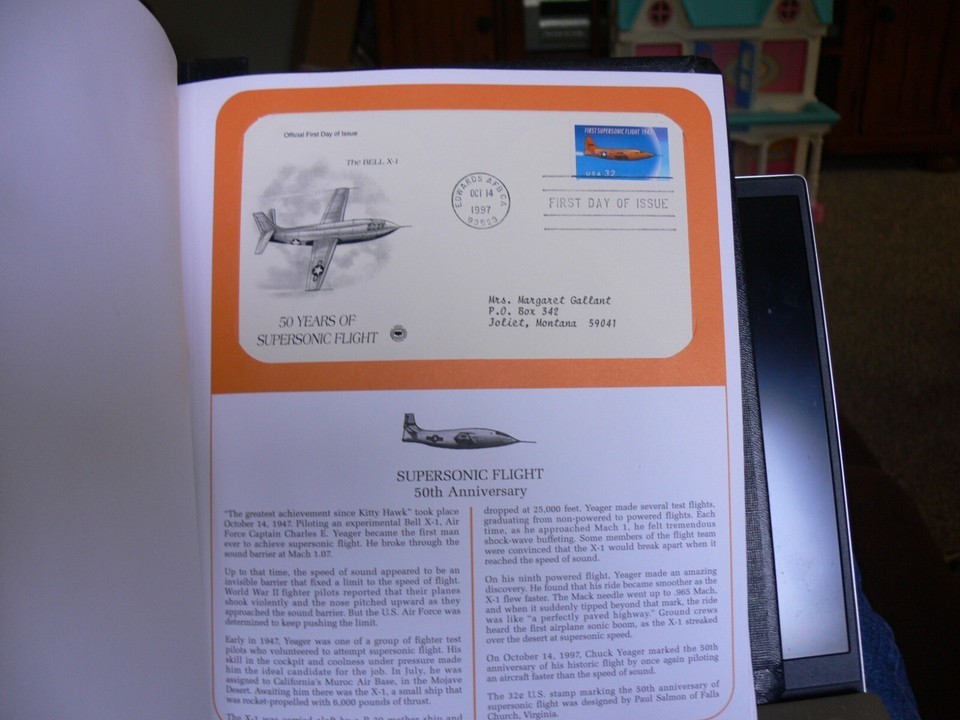 Official First Day of Issue
The BELL X-1
FIRST SUPERSONIC FLIGHT 1947
USA 32
EDWARDS AFB CA
OCT 14
1997
93523
FIRST DAY OF ISSUE
Mrs. Margaret Gallant
P.O. Box 342
Joliet, Montana 59041
50 YEARS OF
SUPERSONIC FLIGHT
SUPERSONIC FLIGHT
50th Anniversary
"The greatest achievement since Kitty Hawk" took place
October 14, 1947. Piloting an experimental Bell X-1, Air
Force Captain Charles E. Yeager became the first man
ever to achieve supersonic flight. He broke through the
sound barrier at Mach 1.07.
Up to that time, the speed of sound appeared to be an
invisible barrier that fixed a limit to the speed of flight.
World War II fighter pilots reported that their planes
shook violently and the nose pitched upward as they
approached the sound barrier. But the U.S. Air Force was
determined to keep pushing the limit.
Early in 1947, Yeager was one of a group of fighter test
pilots who volunteered to attempt supersonic flight. His
skill in the cockpit and coolness under pressure made
him the ideal candidate for the job. In July, he was
assigned to California's Muroc Air Base, in the Mojave
Desert. Awaiting him there was the X-1, a small ship that
was rocket-propelled with 6,000 pounds of thrust.
The X-1 was carried aloft by a B-29 mother ship and
dropped at 25,000 feet. Yeager made several test flights,
graduating from non-powered to powered flights. Each
time, as he approached Mach 1, he felt tremendous
shock-wave buffeting. Some members of the flight team
were convinced that the X-1 would break apart when it
reached the speed of sound.
On his ninth powered flight, Yeager made an amazing
discovery. He found that his ride became smoother as the
X-1 flew faster. The Mack needle went up to .965 Mach,
and when it suddenly tipped beyond that mark, the ride
was like "a perfectly paved highway." Ground crews
heard the first airplane sonic boom, as the X-1 streaked
over the desert at supersonic speed.
On October 14, 1997, Chuck Yeager marked the 50th
anniversary of his historic flight by once again piloting
an aircraft faster than the speed of sound.
The 32¢ U.S. stamp marking the 50th anniversary of
supersonic flight was designed by Paul Salmon of Falls
Church, Virginia.